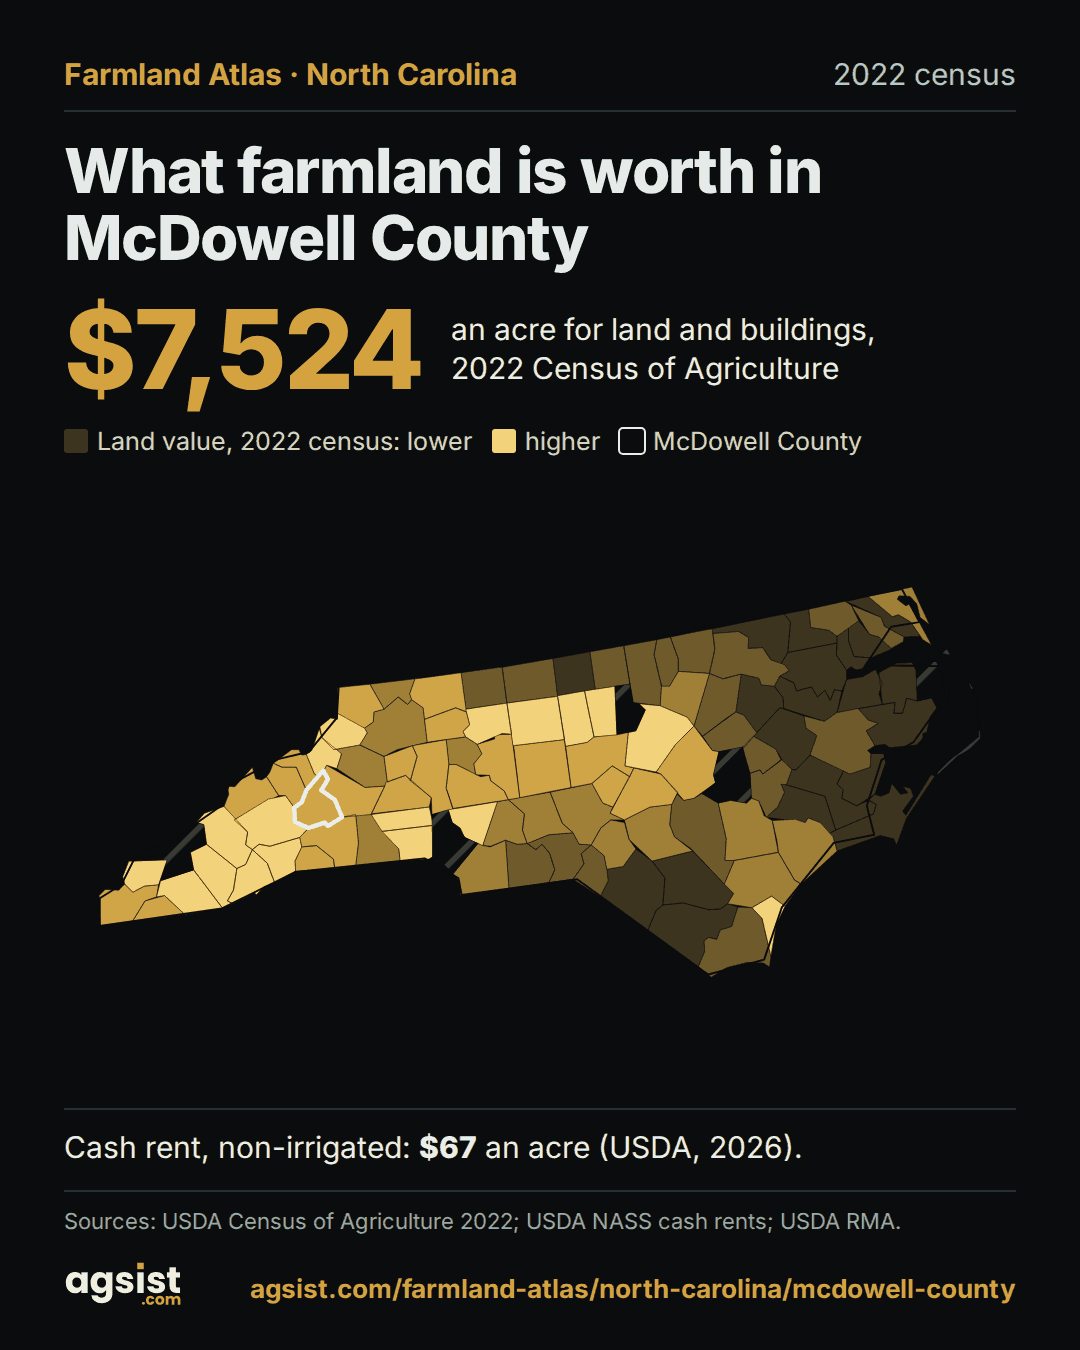 Farmland Atlas · North Carolina
2022 census
What farmland is worth in
McDowell County
$7,524
an acre for land and buildings,
2022 Census of Agriculture
Land value, 2022 census: lower
higher
McDowell County
Cash rent, non-irrigated: $67 an acre (USDA, 2026).
Sources: USDA Census of Agriculture 2022; USDA NASS cash rents; USDA RMA.
agsist
.com
agsist.com/farmland-atlas/north-carolina/mcdowell-county